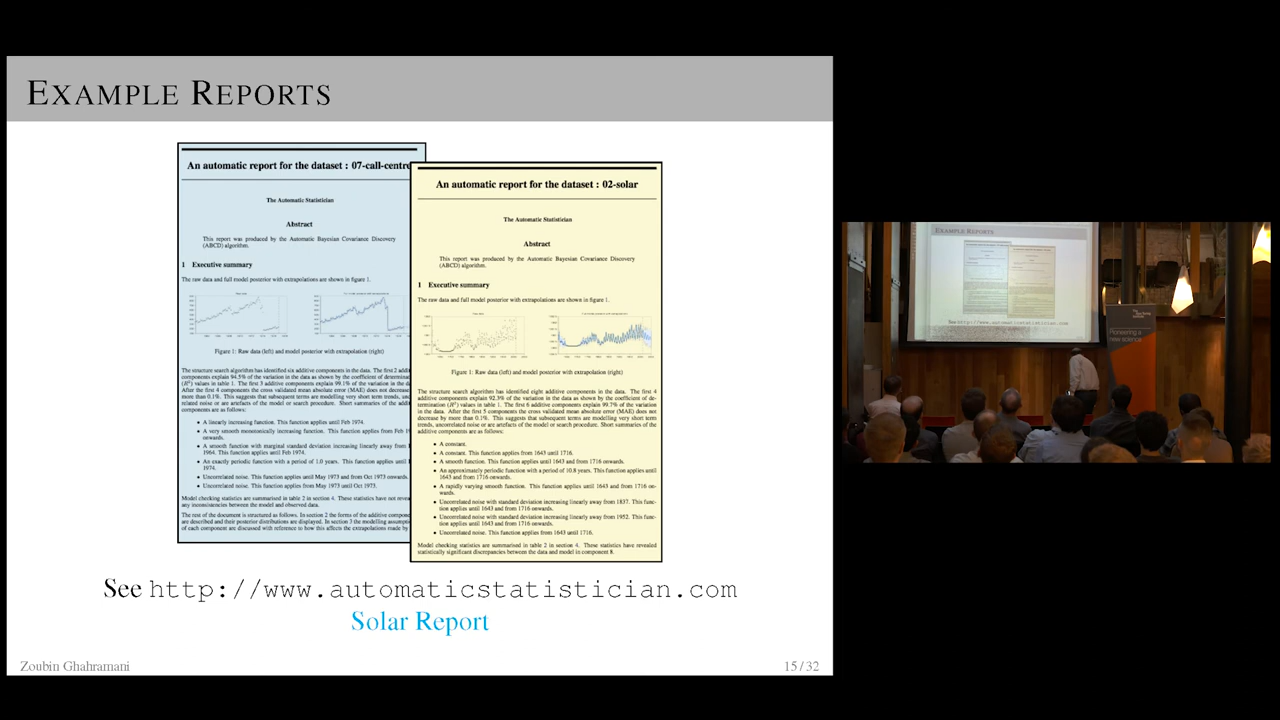 EXAMPLE REPORTS
An automatic report for the dataset : 07-call-centre
The Automatic Statistician
Abstract
This report was produced by the Automatic Bayesian Covariance Discovery
(ABCD) algorithm.
1 Executive summary
The raw data and full model posterior with extrapolations are shown in figure 1.
Figure 1: Raw data (left) and model posterior with extrapolation (right)
The structure search algorithm has identified six additive components in the data. The first 2 addi
components explain 94.5% of the variation in the data as shown by the coefficient of determina
(R²) values in table 1. The first 3 additive components explain 99.1% of the variation in the da
After the first 4 components the cross validated mean absolute error (MAE) does not decrease
more than 0.1%. This suggests that subsequent terms are modelling very short term trends, unc
related noise or are artefacts of the model or search procedure. Short summaries of the addi
components are as follows:
• A linearly increasing function. This function applies until Feb 1974.
• A very smooth monotonically increasing function. This function applies from Feb 19
onwards.
• A smooth function with marginal standard deviation increasing linearly away from 1
1964. This function applies until Feb 1974.
• An exactly periodic function with a period of 1.0 years. This function applies until
1974.
• Uncorrelated noise. This function applies until May 1973 and from Oct 1973 onwards.
• Uncorrelated noise. This function applies from May 1973 until Oct 1973.
Model checking statistics are summarised in table 2 in section 4. These statistics have not revea
any inconsistencies between the model and observed data.
The rest of the document is structured as follows. In section 2 the forms of the additive compone
are described and their posterior distributions are displayed. In section 3 the modelling assumpti
of each component are discussed with reference to how this affects the extrapolations made by
An automatic report for the dataset : 02-solar
The Automatic Statistician
Abstract
This report was produced by the Automatic Bayesian Covariance Discovery
(ABCD) algorithm.
1 Executive summary
The raw data and full model posterior with extrapolations are shown in figure 1.
Figure 1: Raw data (left) and model posterior with extrapolation (right)
The structure search algorithm has identified eight additive components in the data. The first 4
additive components explain 92.3% of the variation in the data as shown by the coefficient of de-
termination (R²) values in table 1. The first 6 additive components explain 99.7% of the variation
in the data. After the first 5 components the cross validated mean absolute error (MAE) does not
decrease by more than 0.1%. This suggests that subsequent terms are modelling very short term
trends, uncorrelated noise or are artefacts of the model or search procedure. Short summaries of the
additive components are as follows:
• A constant.
• A constant. This function applies from 1643 until 1716.
• A smooth function. This function applies until 1643 and from 1716 onwards.
• An approximately periodic function with a period of 10.8 years. This function applies until
1643 and from 1716 onwards.
• A rapidly varying smooth function. This function applies until 1643 and from 1716 on-
wards.
• Uncorrelated noise with standard deviation increasing linearly away from 1837. This func-
tion applies until 1643 and from 1716 onwards.
• Uncorrelated noise with standard deviation increasing linearly away from 1952. This func-
tion applies until 1643 and from 1716 onwards.
• Uncorrelated noise. This function applies from 1643 until 1716.
Model checking statistics are summarised in table 2 in section 4. These statistics have revealed
statistically significant discrepancies between the data and model in component 8.
See http://www.automaticstatistician.com
Solar Report
Zoubin Ghahramani
15 / 32
EXAMPLE REPORTS
See http://www.automaticstatistician.com
Pioneering a
new science